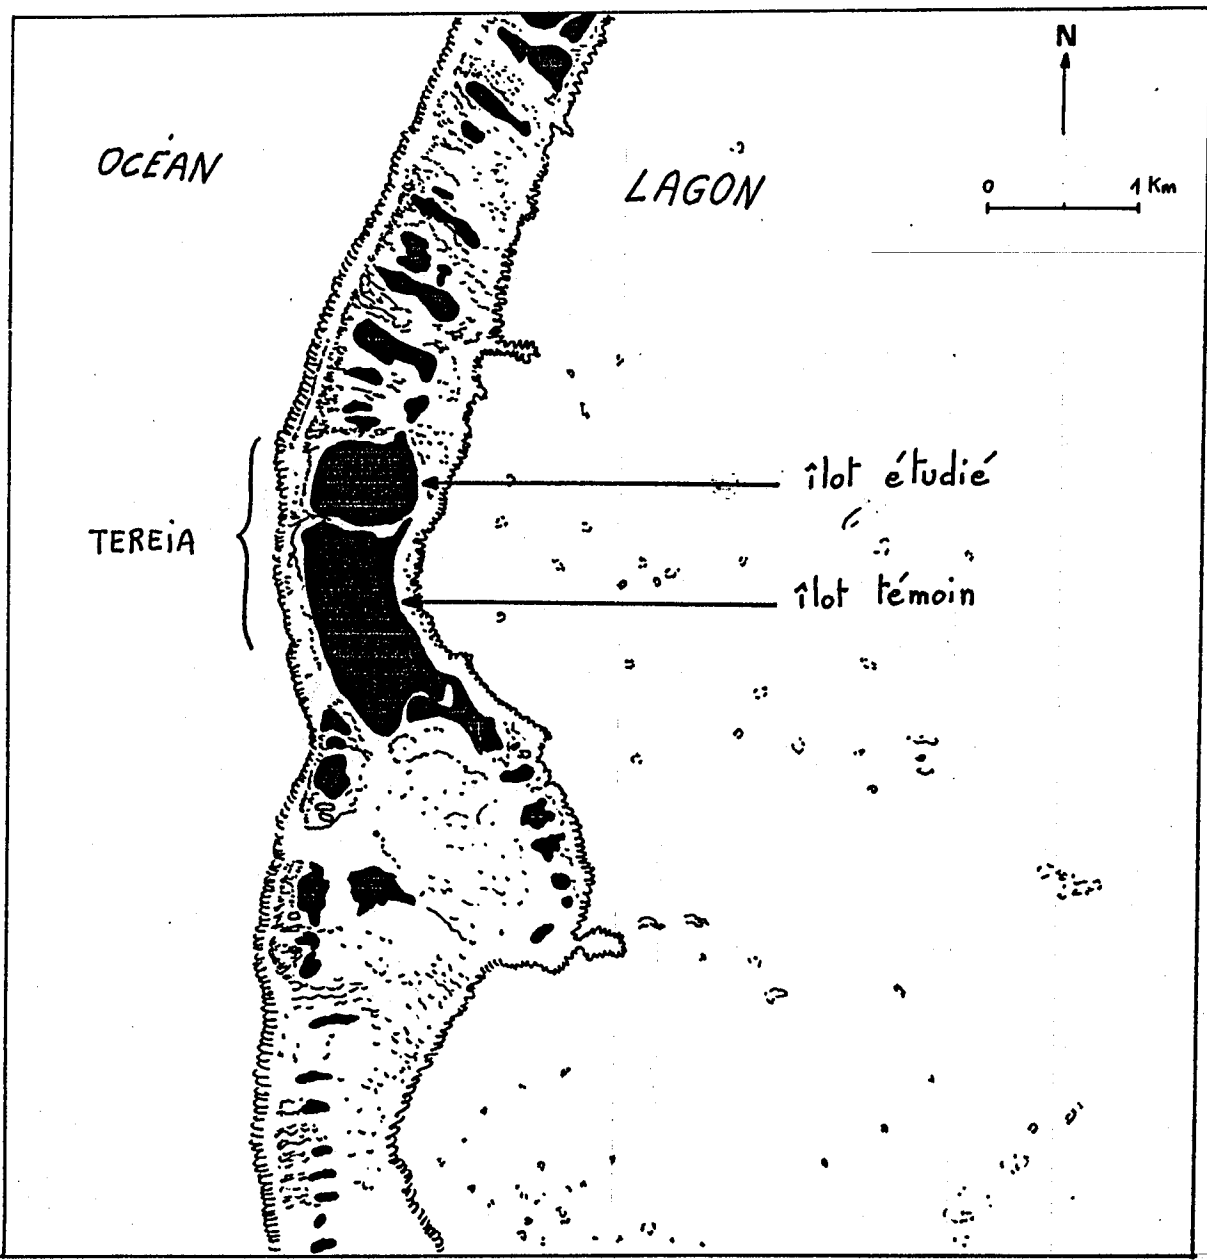 N
OCÉAN
LAGON
0 1 Km
îlot étudié
TEREiA
îlot témoin